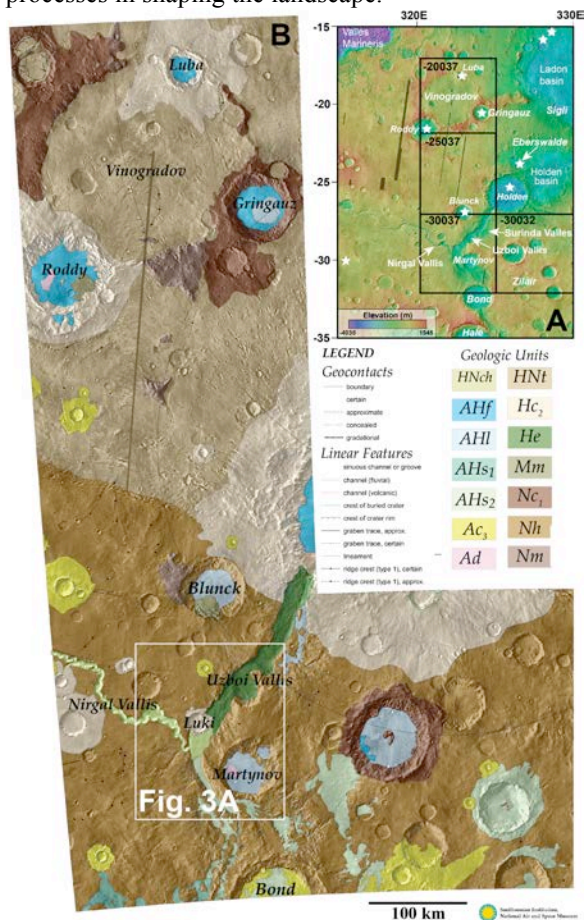 processes in shaping the landscape.
B
Luba
Vinogradov
Gringauz
Roddy
Blunck
Uzboi Vallis
Nirgal Vallis
Luki
Martynov
Fig. 3A
Bond
320E
330E
-15
-20
-25
-30
-35
Valles
Marineris
-20037
Luba
Vinogradov
Gringauz
Roddy
-25037
Ladon
basin
Sigli
Eberswalde
Holden
basin
Holden
Blunck
-30037
-30032
Surinda Valles
Uzboi Valles
Nirgal Vallis
Martynov
Zilair
Bond
Hale
Elevation (m)
A
LEGEND
Geocontacts
boundary
certain
approximate
concealed
gradational
Linear Features
sinuous channel or groove
channel (fluvial)
channel (volcanic)
crest of buried crater
crest of crater rim
graben trace, approx.
graben trace, certain
lineament
ridge crest (type 1), certain
ridge crest (type 1), approx.
Geologic Units
HNch
HNt
AHf
Hc2
AHl
He
AHs1
Mm
AHs2
Nc1
Ac3
Nh
Ad
Nm
100 km
Smithsonian Institution,
National Air and Space Museum